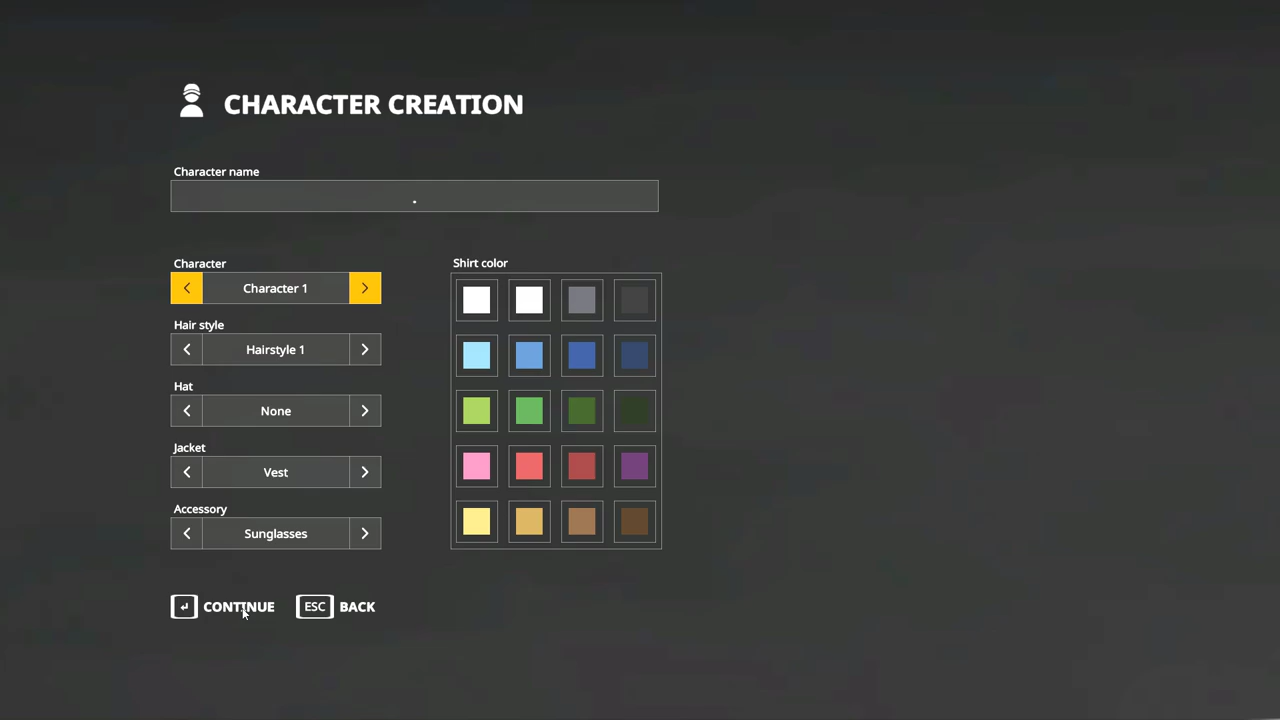 CHARACTER CREATION
Character name
.
Character
Character 1
Hair style
Hairstyle 1
Hat
None
Jacket
Vest
Accessory
Sunglasses
Shirt color
CONTINUE
ESC BACK